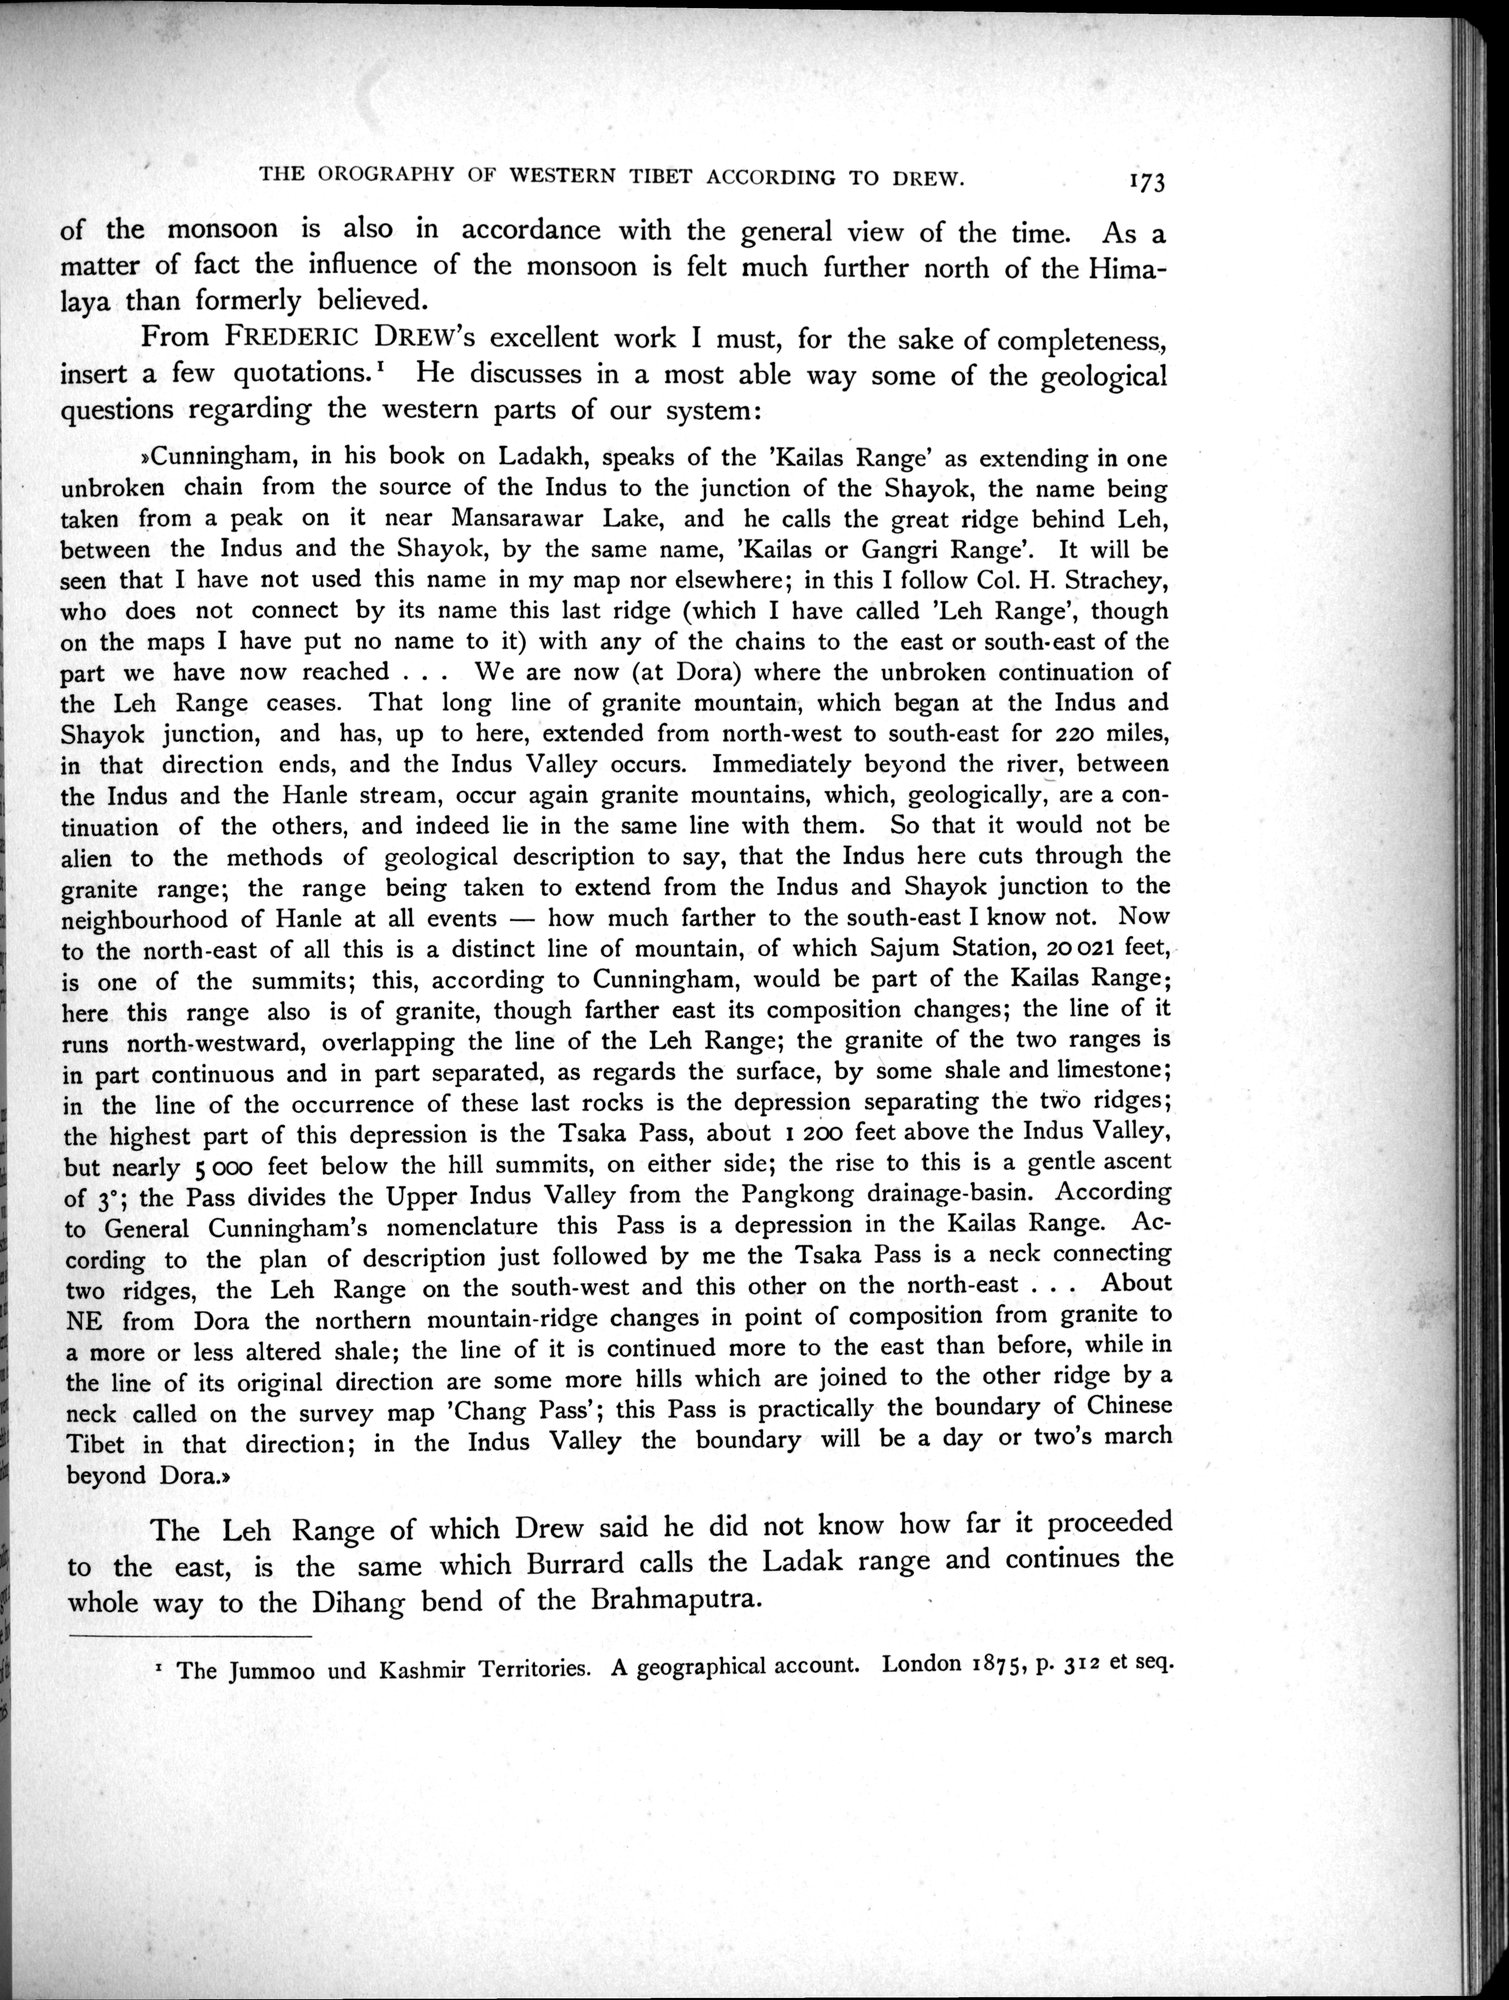 THE OROGRAPHY OF WESTERN TIBET ACCORDING TO DREW. 173
of the monsoon is also in accordance with the general view of the time. As a
matter of fact the influence of the monsoon is felt much further north of the Hima-
laya than formerly believed.
From FREDERIC DREW's excellent work I must, for the sake of completeness,
insert a few quotations.¹ He discusses in a most able way some of the geological
questions regarding the western parts of our system:
»Cunningham, in his book on Ladakh, speaks of the 'Kailas Range' as extending in one
unbroken chain from the source of the Indus to the junction of the Shayok, the name being
taken from a peak on it near Mansarawar Lake, and he calls the great ridge behind Leh,
between the Indus and the Shayok, by the same name, 'Kailas or Gangri Range'. It will be
seen that I have not used this name in my map nor elsewhere; in this I follow Col. H. Strachey,
who does not connect by its name this last ridge (which I have called 'Leh Range', though
on the maps I have put no name to it) with any of the chains to the east or south-east of the
part we have now reached . . . We are now (at Dora) where the unbroken continuation of
the Leh Range ceases. That long line of granite mountain, which began at the Indus and
Shayok junction, and has, up to here, extended from north-west to south-east for 220 miles,
in that direction ends, and the Indus Valley occurs. Immediately beyond the river, between
the Indus and the Hanle stream, occur again granite mountains, which, geologically, are a con-
tinuation of the others, and indeed lie in the same line with them. So that it would not be
alien to the methods of geological description to say, that the Indus here cuts through the
granite range; the range being taken to extend from the Indus and Shayok junction to the
neighbourhood of Hanle at all events — how much farther to the south-east I know not. Now
to the north-east of all this is a distinct line of mountain, of which Sajum Station, 20 021 feet,
is one of the summits; this, according to Cunningham, would be part of the Kailas Range;
here this range also is of granite, though farther east its composition changes; the line of it
runs north-westward, overlapping the line of the Leh Range; the granite of the two ranges is
in part continuous and in part separated, as regards the surface, by some shale and limestone;
in the line of the occurrence of these last rocks is the depression separating the two ridges;
the highest part of this depression is the Tsaka Pass, about 1 200 feet above the Indus Valley,
but nearly 5 000 feet below the hill summits, on either side; the rise to this is a gentle ascent
of 3°; the Pass divides the Upper Indus Valley from the Pangkong drainage-basin. According
to General Cunningham's nomenclature this Pass is a depression in the Kailas Range. Ac-
cording to the plan of description just followed by me the Tsaka Pass is a neck connecting
two ridges, the Leh Range on the south-west and this other on the north-east . . . About
NE from Dora the northern mountain-ridge changes in point of composition from granite to
a more or less altered shale; the line of it is continued more to the east than before, while in
the line of its original direction are some more hills which are joined to the other ridge by a
neck called on the survey map 'Chang Pass'; this Pass is practically the boundary of Chinese
Tibet in that direction; in the Indus Valley the boundary will be a day or two's march
beyond Dora.»
The Leh Range of which Drew said he did not know how far it proceeded
to the east, is the same which Burrard calls the Ladak range and continues the
whole way to the Dihang bend of the Brahmaputra.
¹ The Jummoo und Kashmir Territories. A geographical account. London 1875, p. 312 et seq.